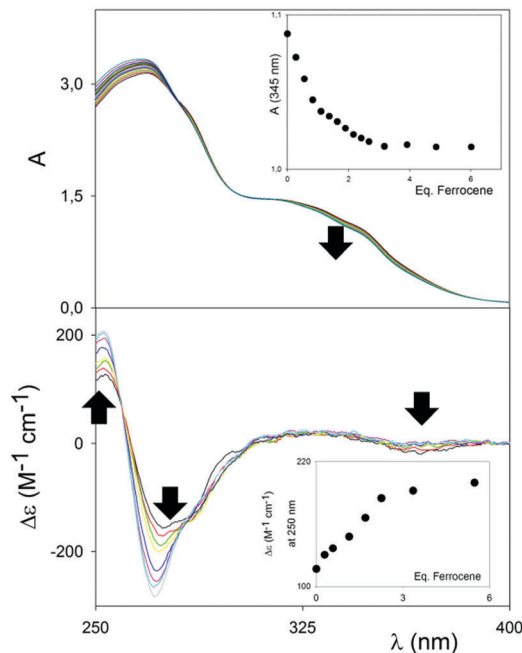 1,1
3,0
A (345 nm)
A
1,0
0 2 4 6
Eq. Ferrocene
1,5
0,0
200
Δε (M-1 cm-1)
0
220
Δε (M-1 cm-1)
at 250 nm
-200
100
Eq. Ferrocene
0 3 6
250 325 400
λ (nm)